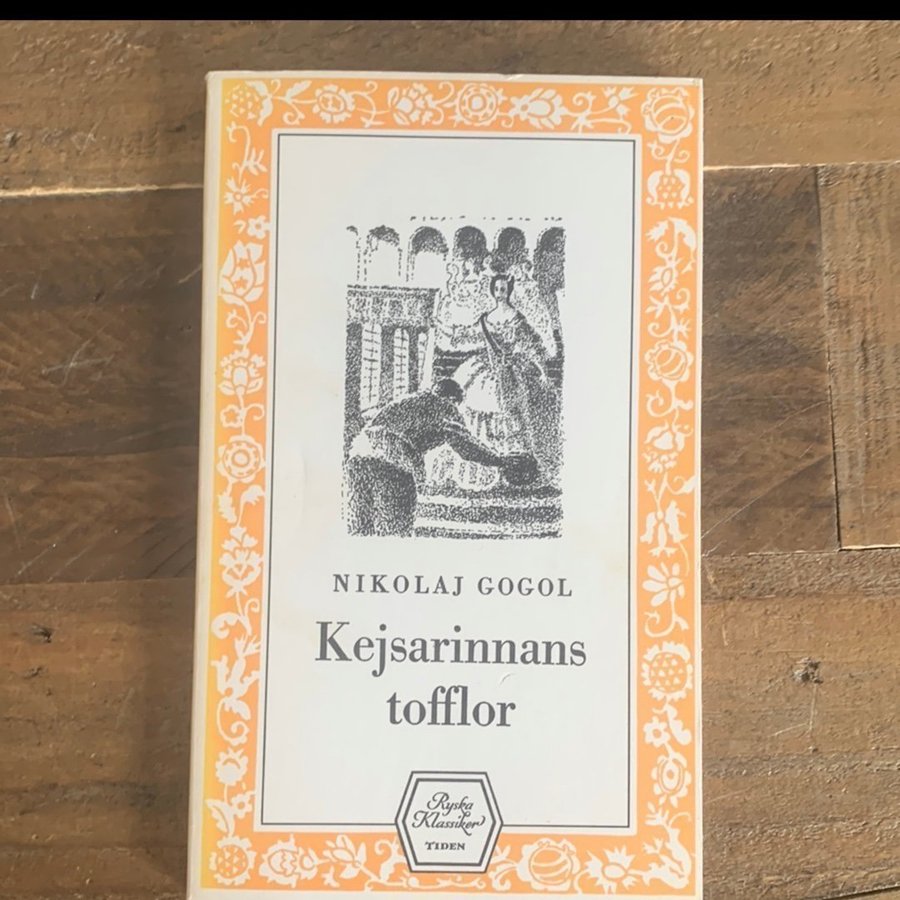 NIKOLAJ GOGOL
Kejsarinnans
tofflor
Ryska
Klassiker
TIDEN